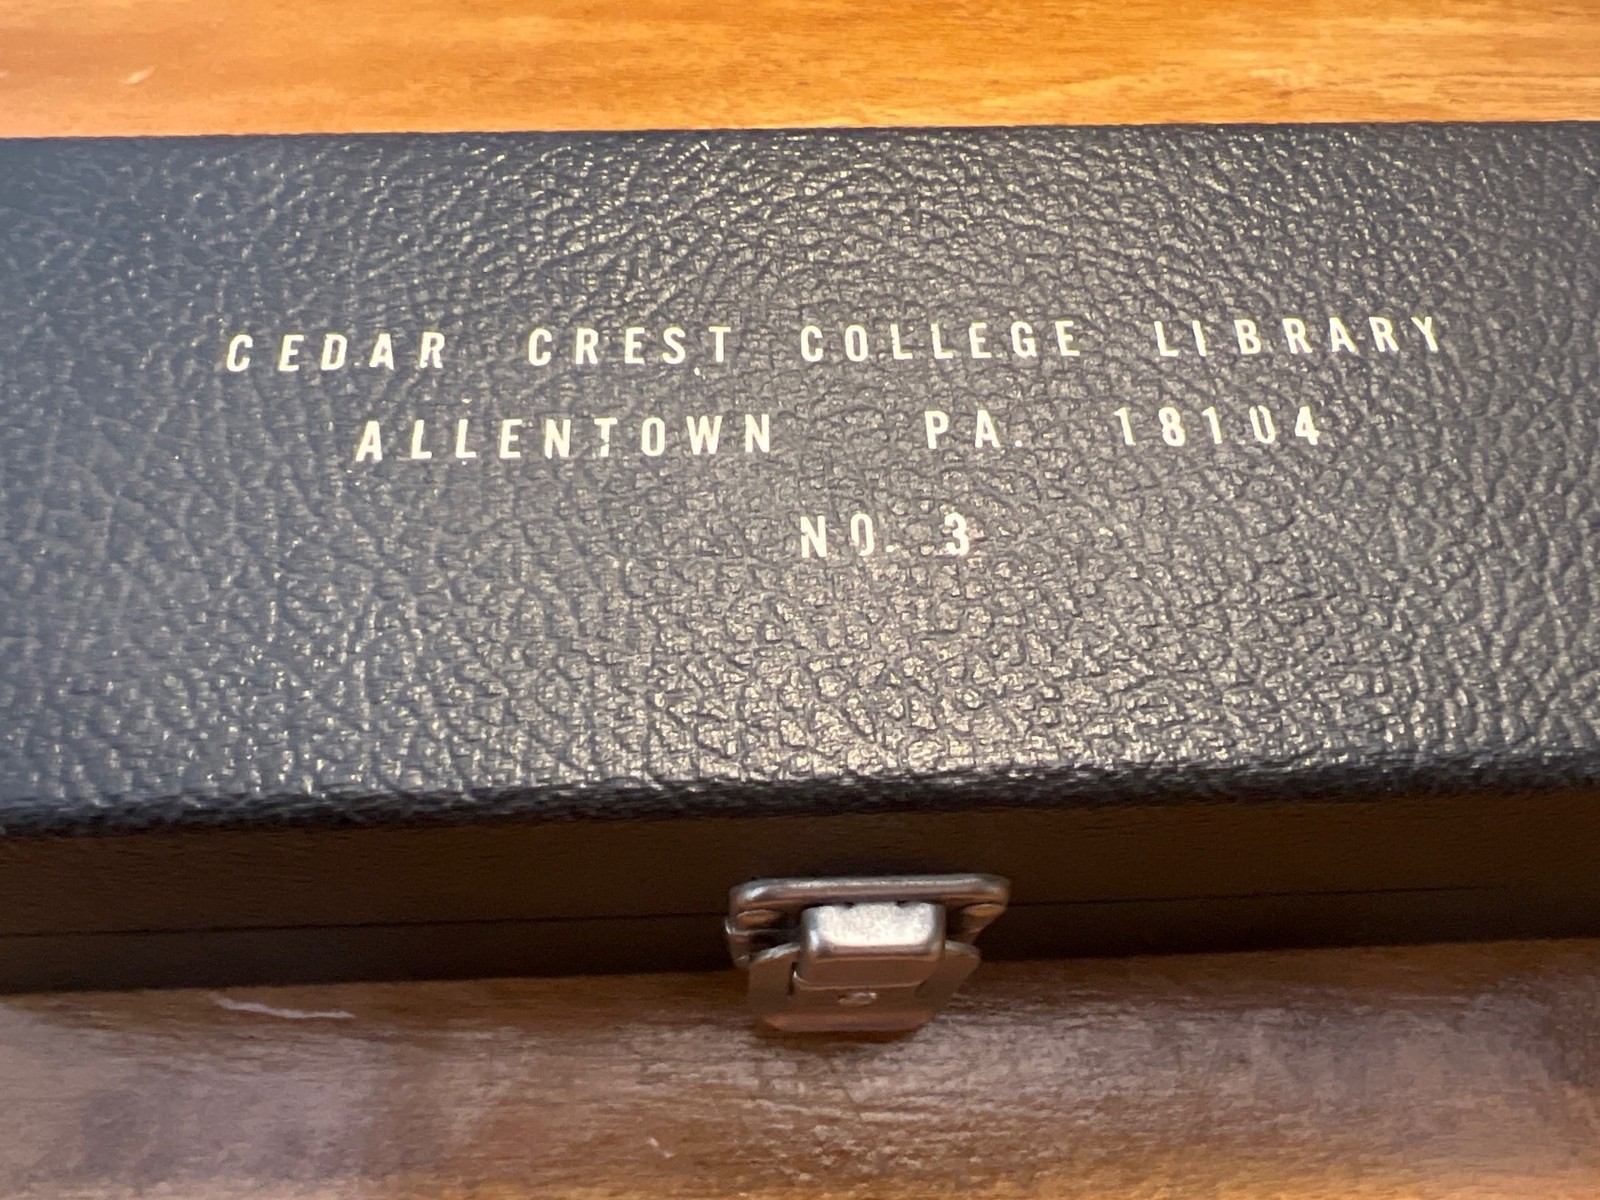 CEDAR CREST COLLEGE LIBRARY
ALLENTOWN PA. 18104
NO. 3